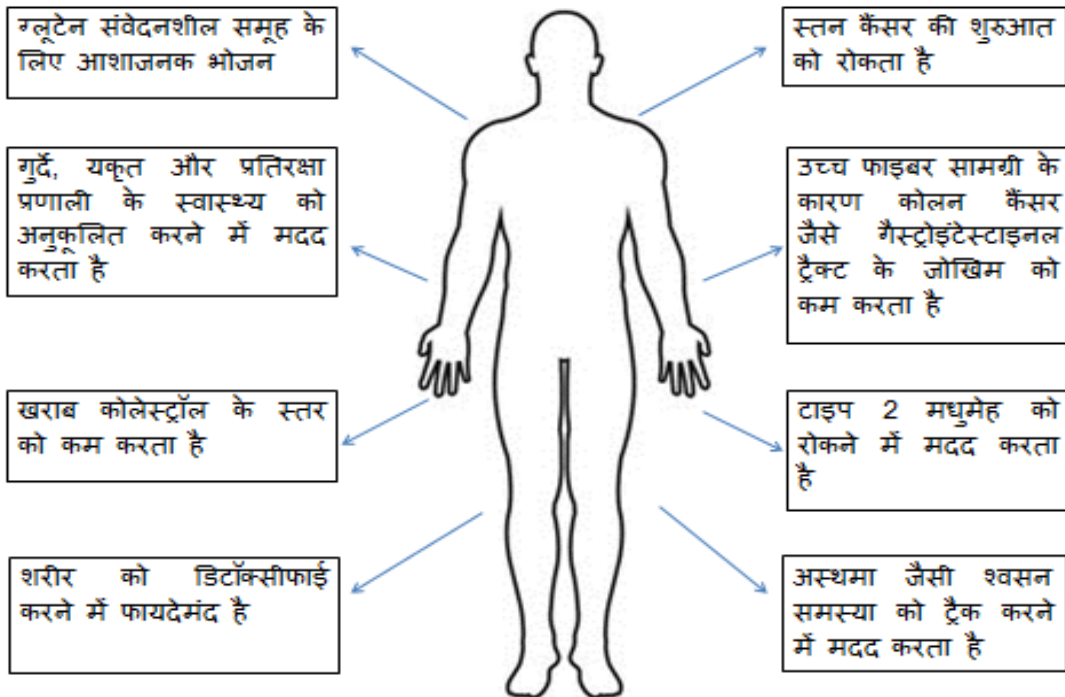 ग्लूटेन संवेदनशील समूह के
लिए आशाजनक भोजन
गुर्दे, यकृत और प्रतिरक्षा
प्रणाली के स्वास्थ्य को
अनुकूलित करने में मदद
करता है
खराब कोलेस्ट्रॉल के स्तर
को कम करता है
शरीर को डिटॉक्सीफाई
करने में फायदेमंद है
स्तन कैंसर की शुरुआत
को रोकता है
उच्च फाइबर सामग्री के
कारण कोलन कैंसर
जैसे गैस्ट्रोइंटेस्टाइनल
ट्रैक्ट के जोखिम को
कम करता है
टाइप 2 मधुमेह को
रोकने में मदद करता
है
अस्थमा जैसी श्वसन
समस्या को ट्रैक करने
में मदद करता है